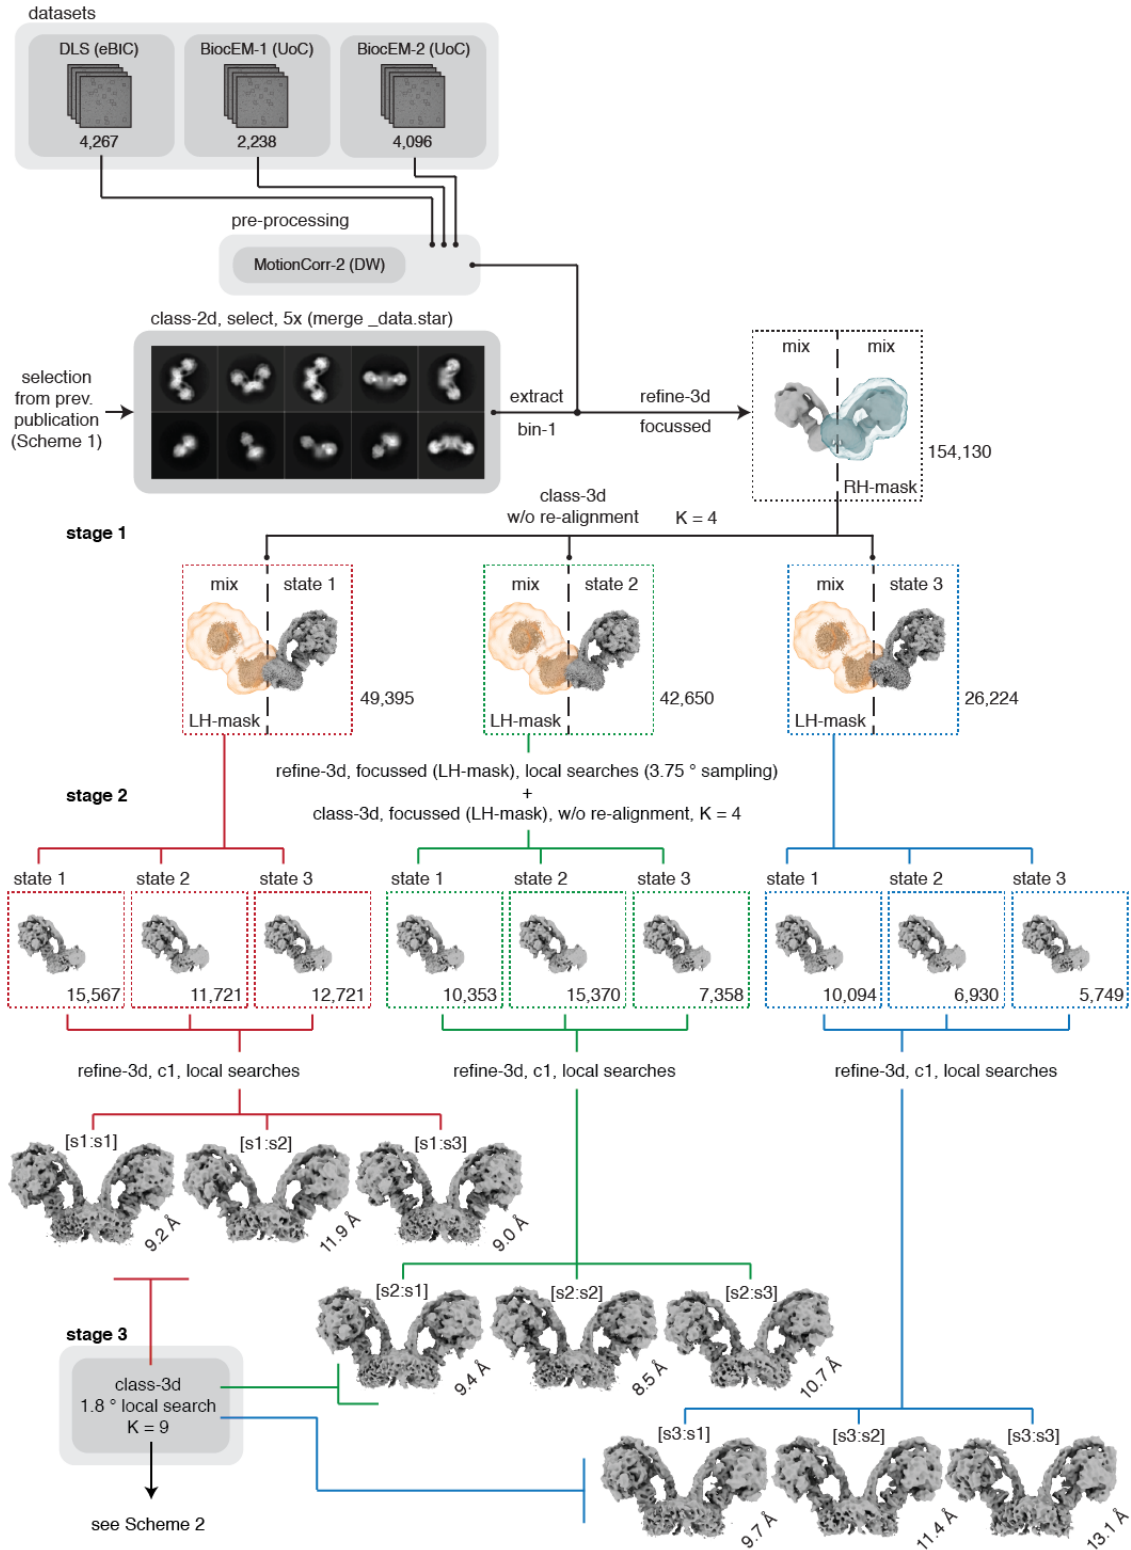 datasets
DLS (eBIC)
BiocEM-1 (UoC)
BiocEM-2 (UoC)
4,267
2,238
4,096
pre-processing
MotionCorr-2 (DW)
class-2d, select, 5x (merge _data.star)
selection
from prev.
publication
(Scheme 1)
extract
bin-1
refine-3d
focussed
mix
mix
RH-mask
154,130
class-3d
w/o re-alignment
K = 4
stage 1
mix
state 1
LH-mask
49,395
mix
state 2
LH-mask
42,650
mix
state 3
LH-mask
26,224
refine-3d, focussed (LH-mask), local searches (3.75 ° sampling)
+
class-3d, focussed (LH-mask), w/o re-alignment, K = 4
stage 2
state 1
state 2
state 3
state 1
state 2
state 3
state 1
state 2
state 3
15,567
11,721
12,721
10,353
15,370
7,358
10,094
6,930
5,749
refine-3d, c1, local searches
refine-3d, c1, local searches
refine-3d, c1, local searches
[s1:s1]
[s1:s2]
[s1:s3]
9.2 Å
11.9 Å
9.0 Å
[s2:s1]
[s2:s2]
[s2:s3]
9.4 Å
8.5 Å
10.7 Å
stage 3
class-3d
1.8 ° local search
K = 9
see Scheme 2
[s3:s1]
[s3:s2]
[s3:s3]
9.7 Å
11.4 Å
13.1 Å